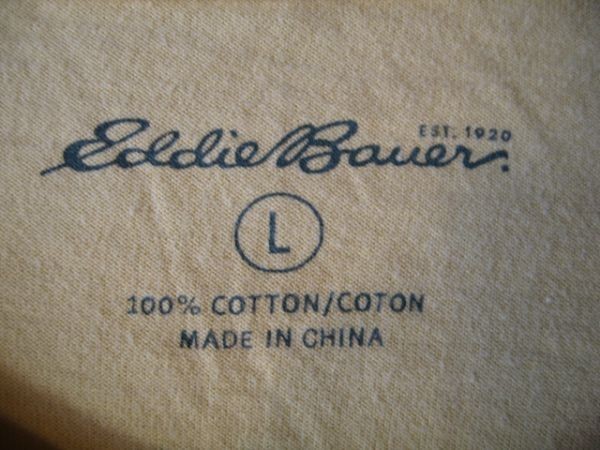 EST. 1920
Eddie Bauer.
L
100% COTTON/COTON
MADE IN CHINA